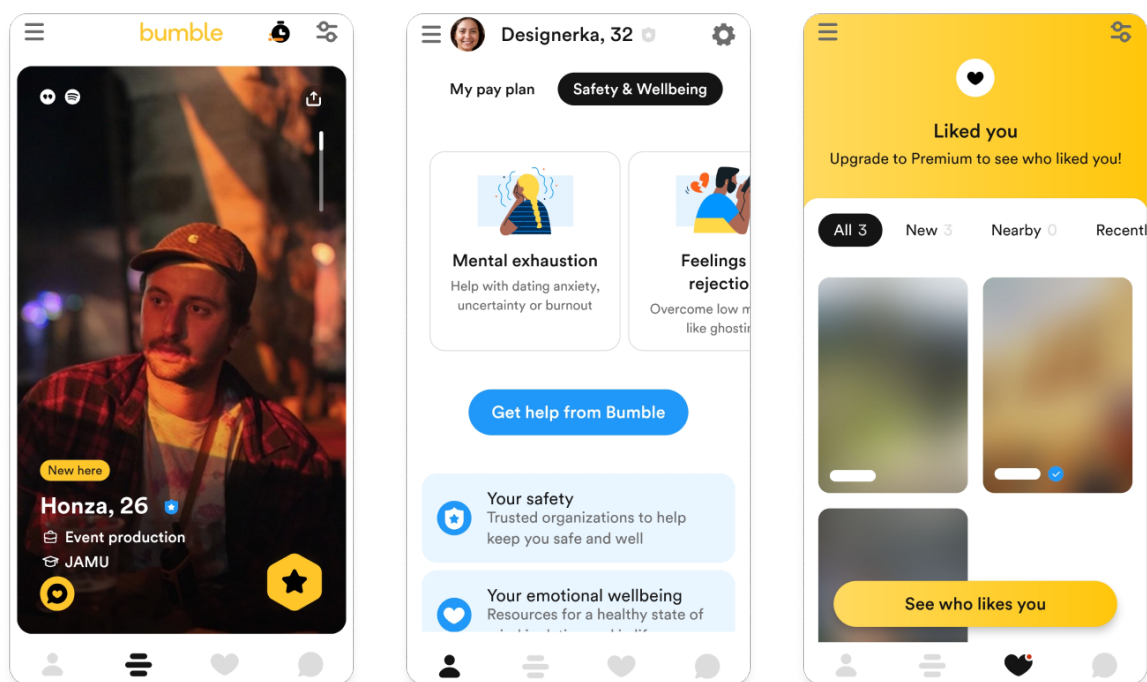 bumble
New here
Honza, 26
Event production
JAMU
Designerka, 32
My pay plan
Safety & Wellbeing
Mental exhaustion
Help with dating anxiety,
uncertainty or burnout
Feelings
rejectio
Overcome low m
like ghostin
Get help from Bumble
Your safety
Trusted organizations to help
keep you safe and well
Your emotional wellbeing
Resources for a healthy state of
Liked you
Upgrade to Premium to see who liked you!
All 3
New 3
Nearby 0
Recentl
See who likes you